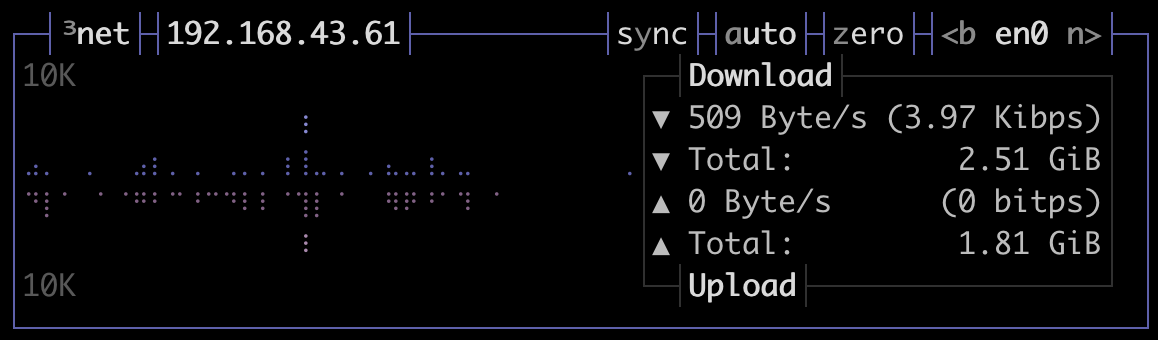 ³net 192.168.43.61 sync auto zero <b en0 n>
10K
Download
▼ 509 Byte/s (3.97 Kibps)
▼ Total: 2.51 GiB
▲ 0 Byte/s (0 bitps)
▲ Total: 1.81 GiB
10K
Upload